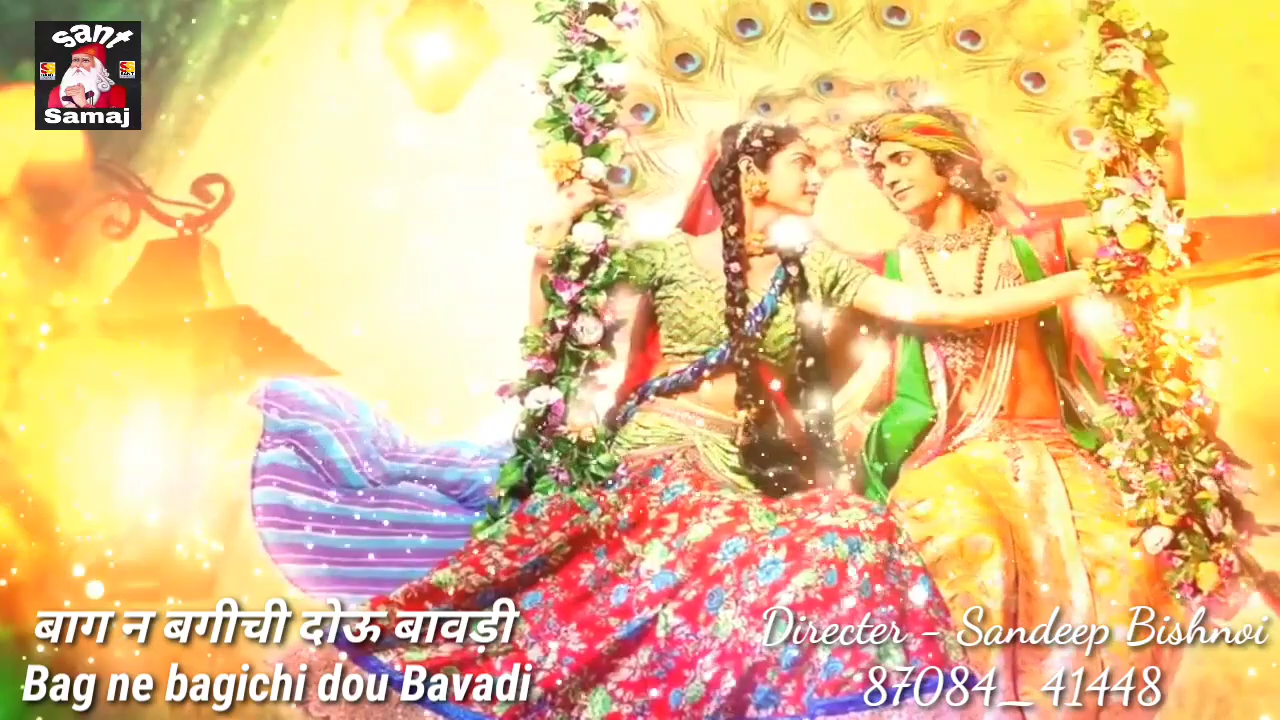 Sant
Samaj
बाग न बगीची दोऊ बावड़ी
Bag ne bagichi dou Bavadi
Directer - Sandeep Bishnoi
87084_41448